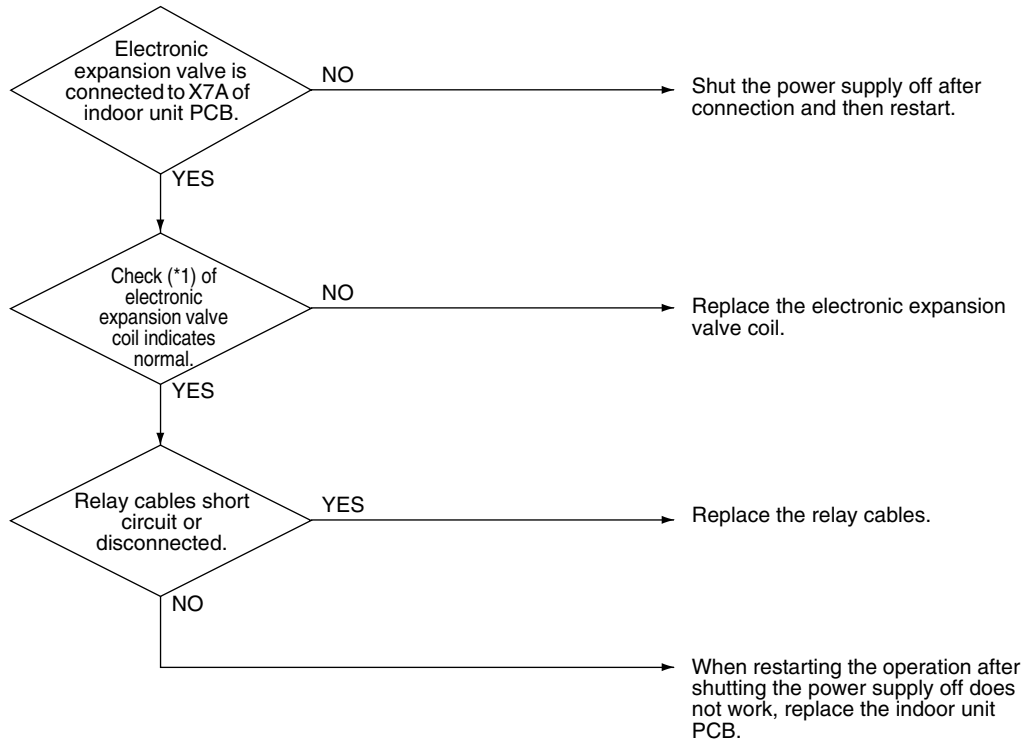 Electronic
expansion valve is
connected to X7A of
indoor unit PCB.
NO
Shut the power supply off after
connection and then restart.
YES
Check (*1) of
electronic
expansion valve
coil indicates
normal.
NO
Replace the electronic expansion
valve coil.
YES
Relay cables short
circuit or
disconnected.
YES
Replace the relay cables.
NO
When restarting the operation after
shutting the power supply off does
not work, replace the indoor unit
PCB.